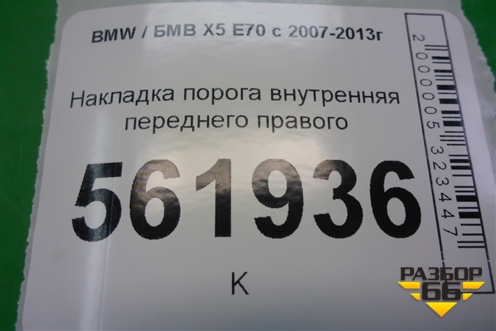 BMW / БМВ X5 E70 с 2007-2013г
Накладка порога внутренняя
переднего правого
561936
К
2000005323447
РАЗБОР
66